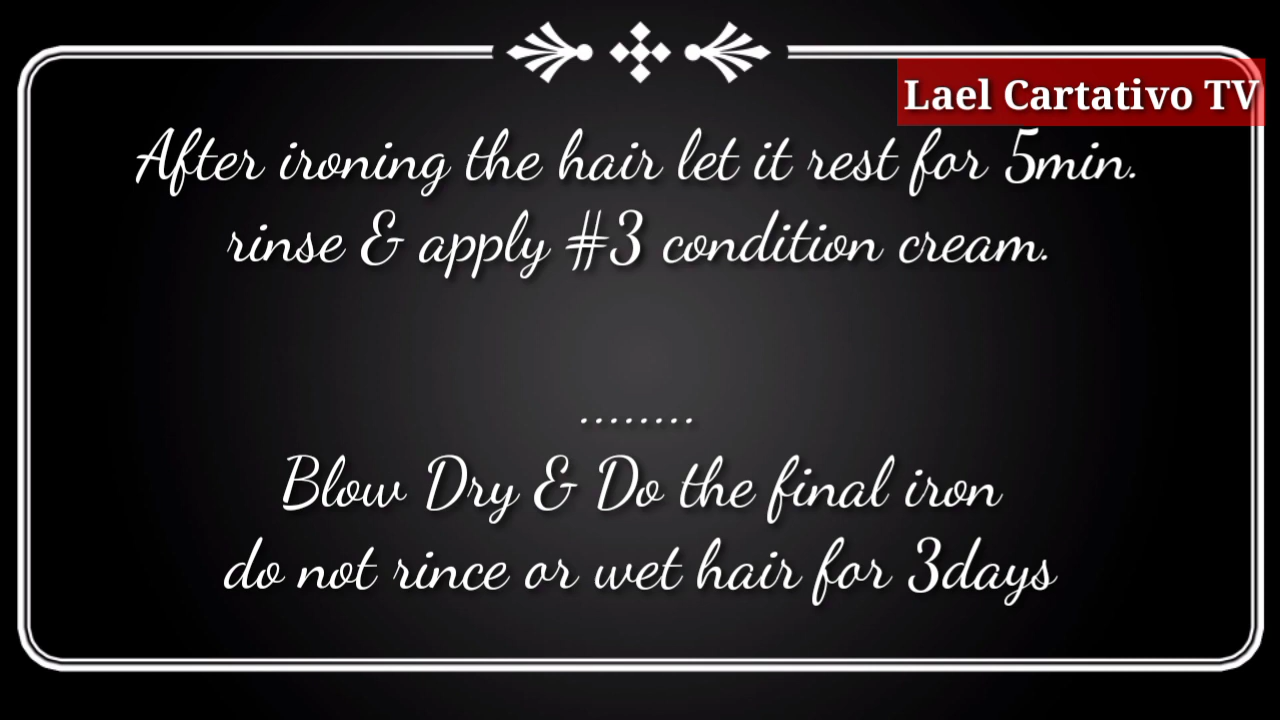 Lael Cartativo TV
After ironing the hair let it rest for 5min.
rinse & apply #3 condition cream.
........
Blow Dry & Do the final iron
do not rince or wet hair for 3days